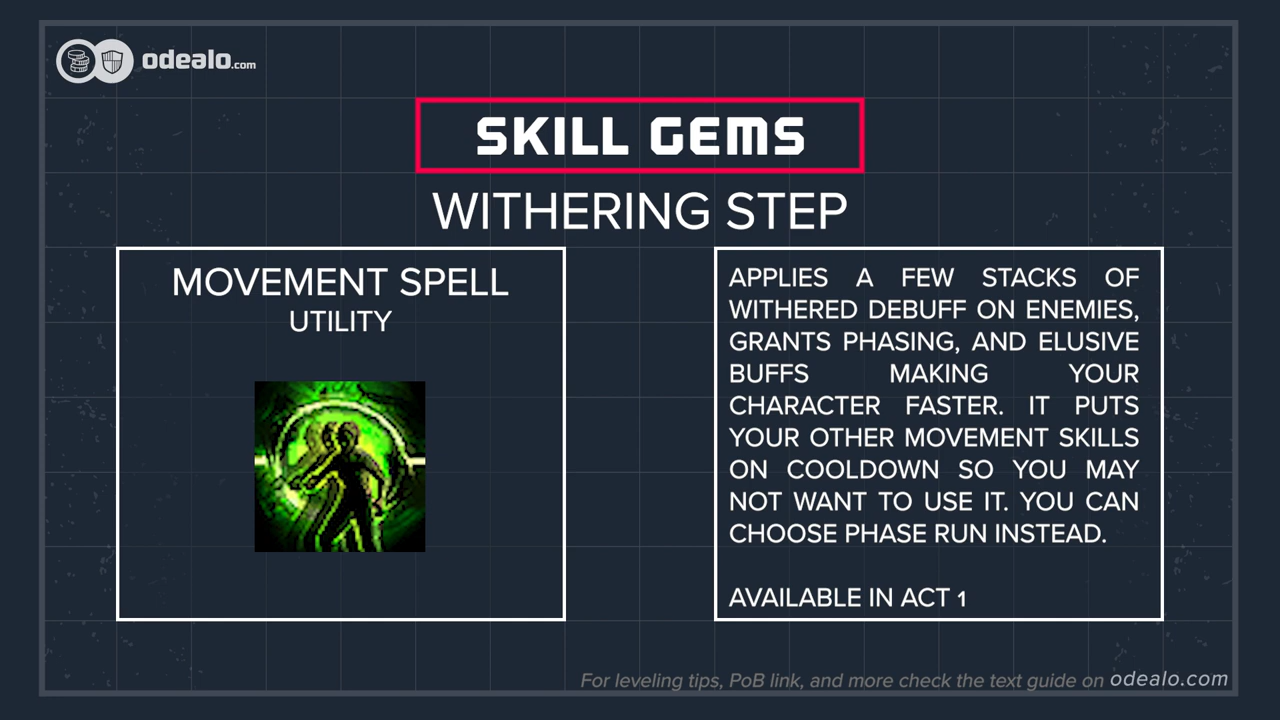 odealo.com
SKILL GEMS
WITHERING STEP
MOVEMENT SPELL
UTILITY
APPLIES A FEW STACKS OF
WITHERED DEBUFF ON ENEMIES,
GRANTS PHASING, AND ELUSIVE
BUFFS MAKING YOUR
CHARACTER FASTER. IT PUTS
YOUR OTHER MOVEMENT SKILLS
ON COOLDOWN SO YOU MAY
NOT WANT TO USE IT. YOU CAN
CHOOSE PHASE RUN INSTEAD.
AVAILABLE IN ACT 1
For leveling tips, PoB link, and more check the text guide on odealo.com